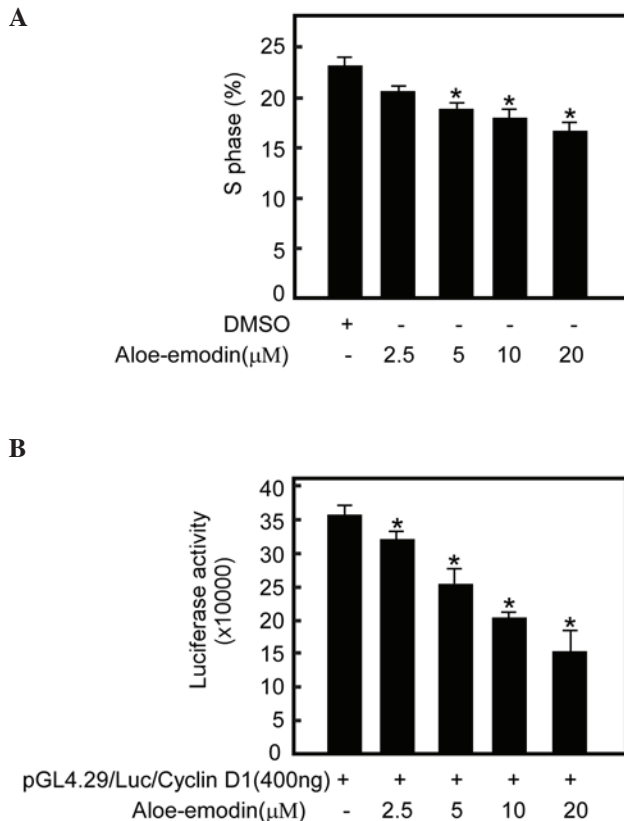 A
25
20
15
10
5
0
S phase (%)
*
*
*
DMSO + - - - -
Aloe-emodin(μM) - 2.5 5 10 20
B
40
35
30
25
20
15
10
5
0
Luciferase activity
(x10000)
*
*
*
*
pGL4.29/Luc/Cyclin D1(400ng) + + + + +
Aloe-emodin(μM) - 2.5 5 10 20